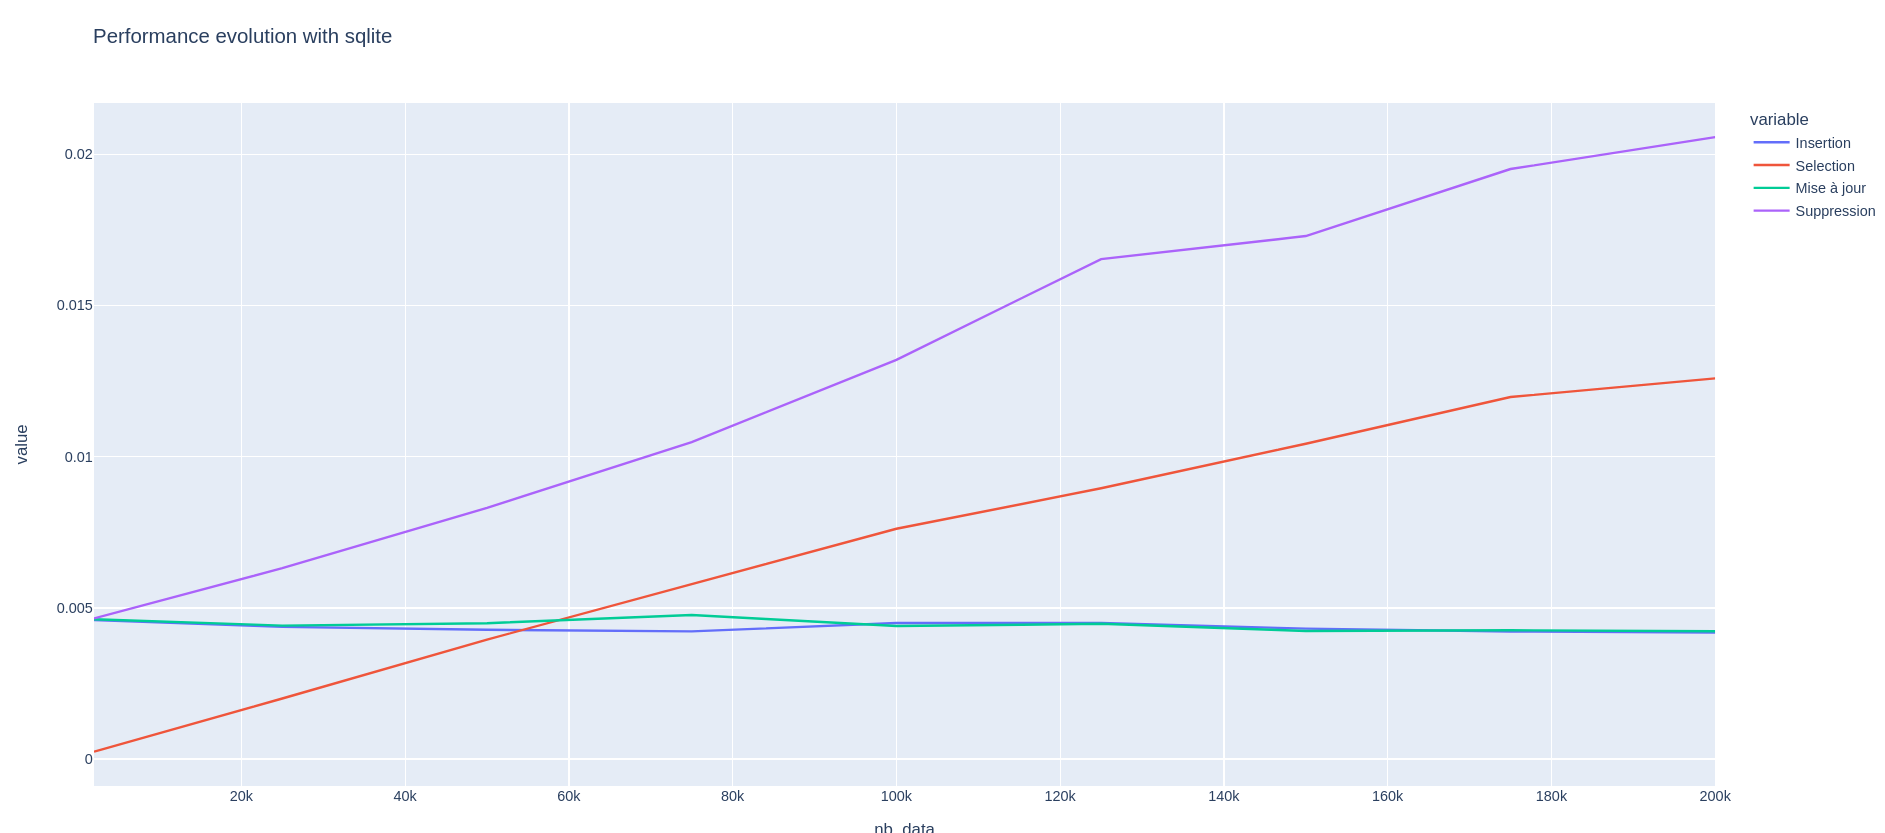 Performance evolution with sqlite
variable
Insertion
Selection
Mise à jour
Suppression
value
0.02
0.015
0.01
0.005
0
20k
40k
60k
80k
100k
120k
140k
160k
180k
200k
nb_data